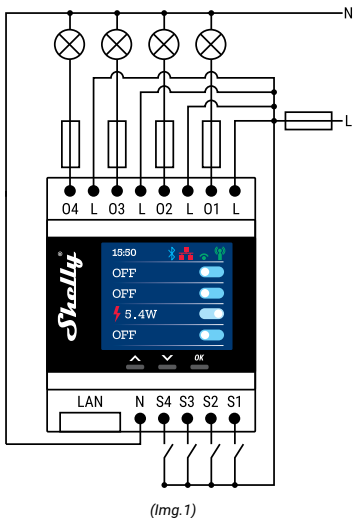 N
L
O4 L O3 L O2 L O1 L
Shelly®
15:50
OFF
OFF
5.4W
OFF
OK
LAN N S4 S3 S2 S1
(Img.1)